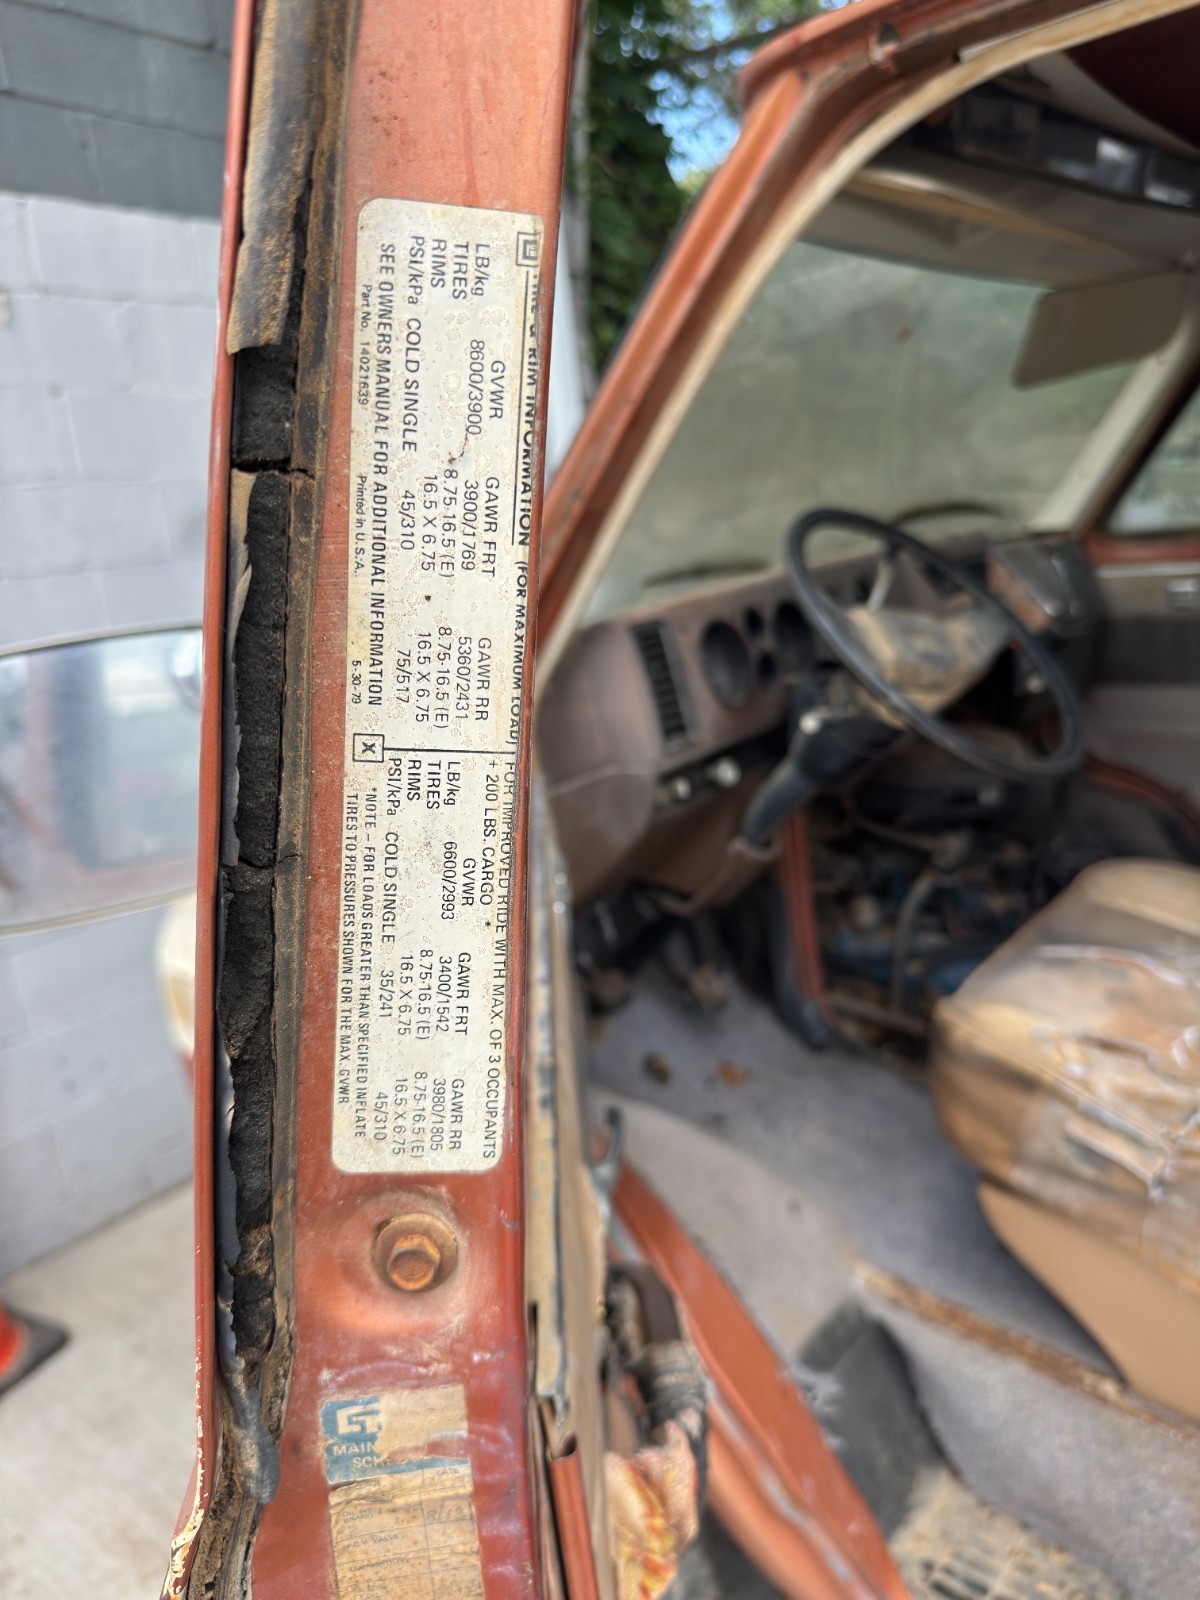 GM TIRE & RIM INFORMATION (FOR MAXIMUM LOAD)
GVWR GAWR FRT GAWR RR
LB/kg 8600/3900 3900/1769 5360/2431
TIRES 8.75-16.5 (E) 8.75-16.5 (E)
RIMS 16.5 X 6.75 16.5 X 6.75
PSI/kPa COLD SINGLE 45/310 75/517
SEE OWNERS MANUAL FOR ADDITIONAL INFORMATION
Part No. 14021639 Printed in U.S.A. 5-30-79
X
FOR IMPROVED RIDE WITH MAX. OF 3 OCCUPANTS
+ 200 LBS. CARGO *
GVWR GAWR FRT GAWR RR
LB/kg 6600/2993 3400/1542 3980/1805
TIRES 8.75-16.5 (E) 8.75-16.5 (E)
RIMS 16.5 X 6.75 16.5 X 6.75
PSI/kPa COLD SINGLE 35/241 45/310
*NOTE - FOR LOADS GREATER THAN SPECIFIED INFLATE
TIRES TO PRESSURES SHOWN FOR THE MAX. GVWR
MAIN
SCH
DATE